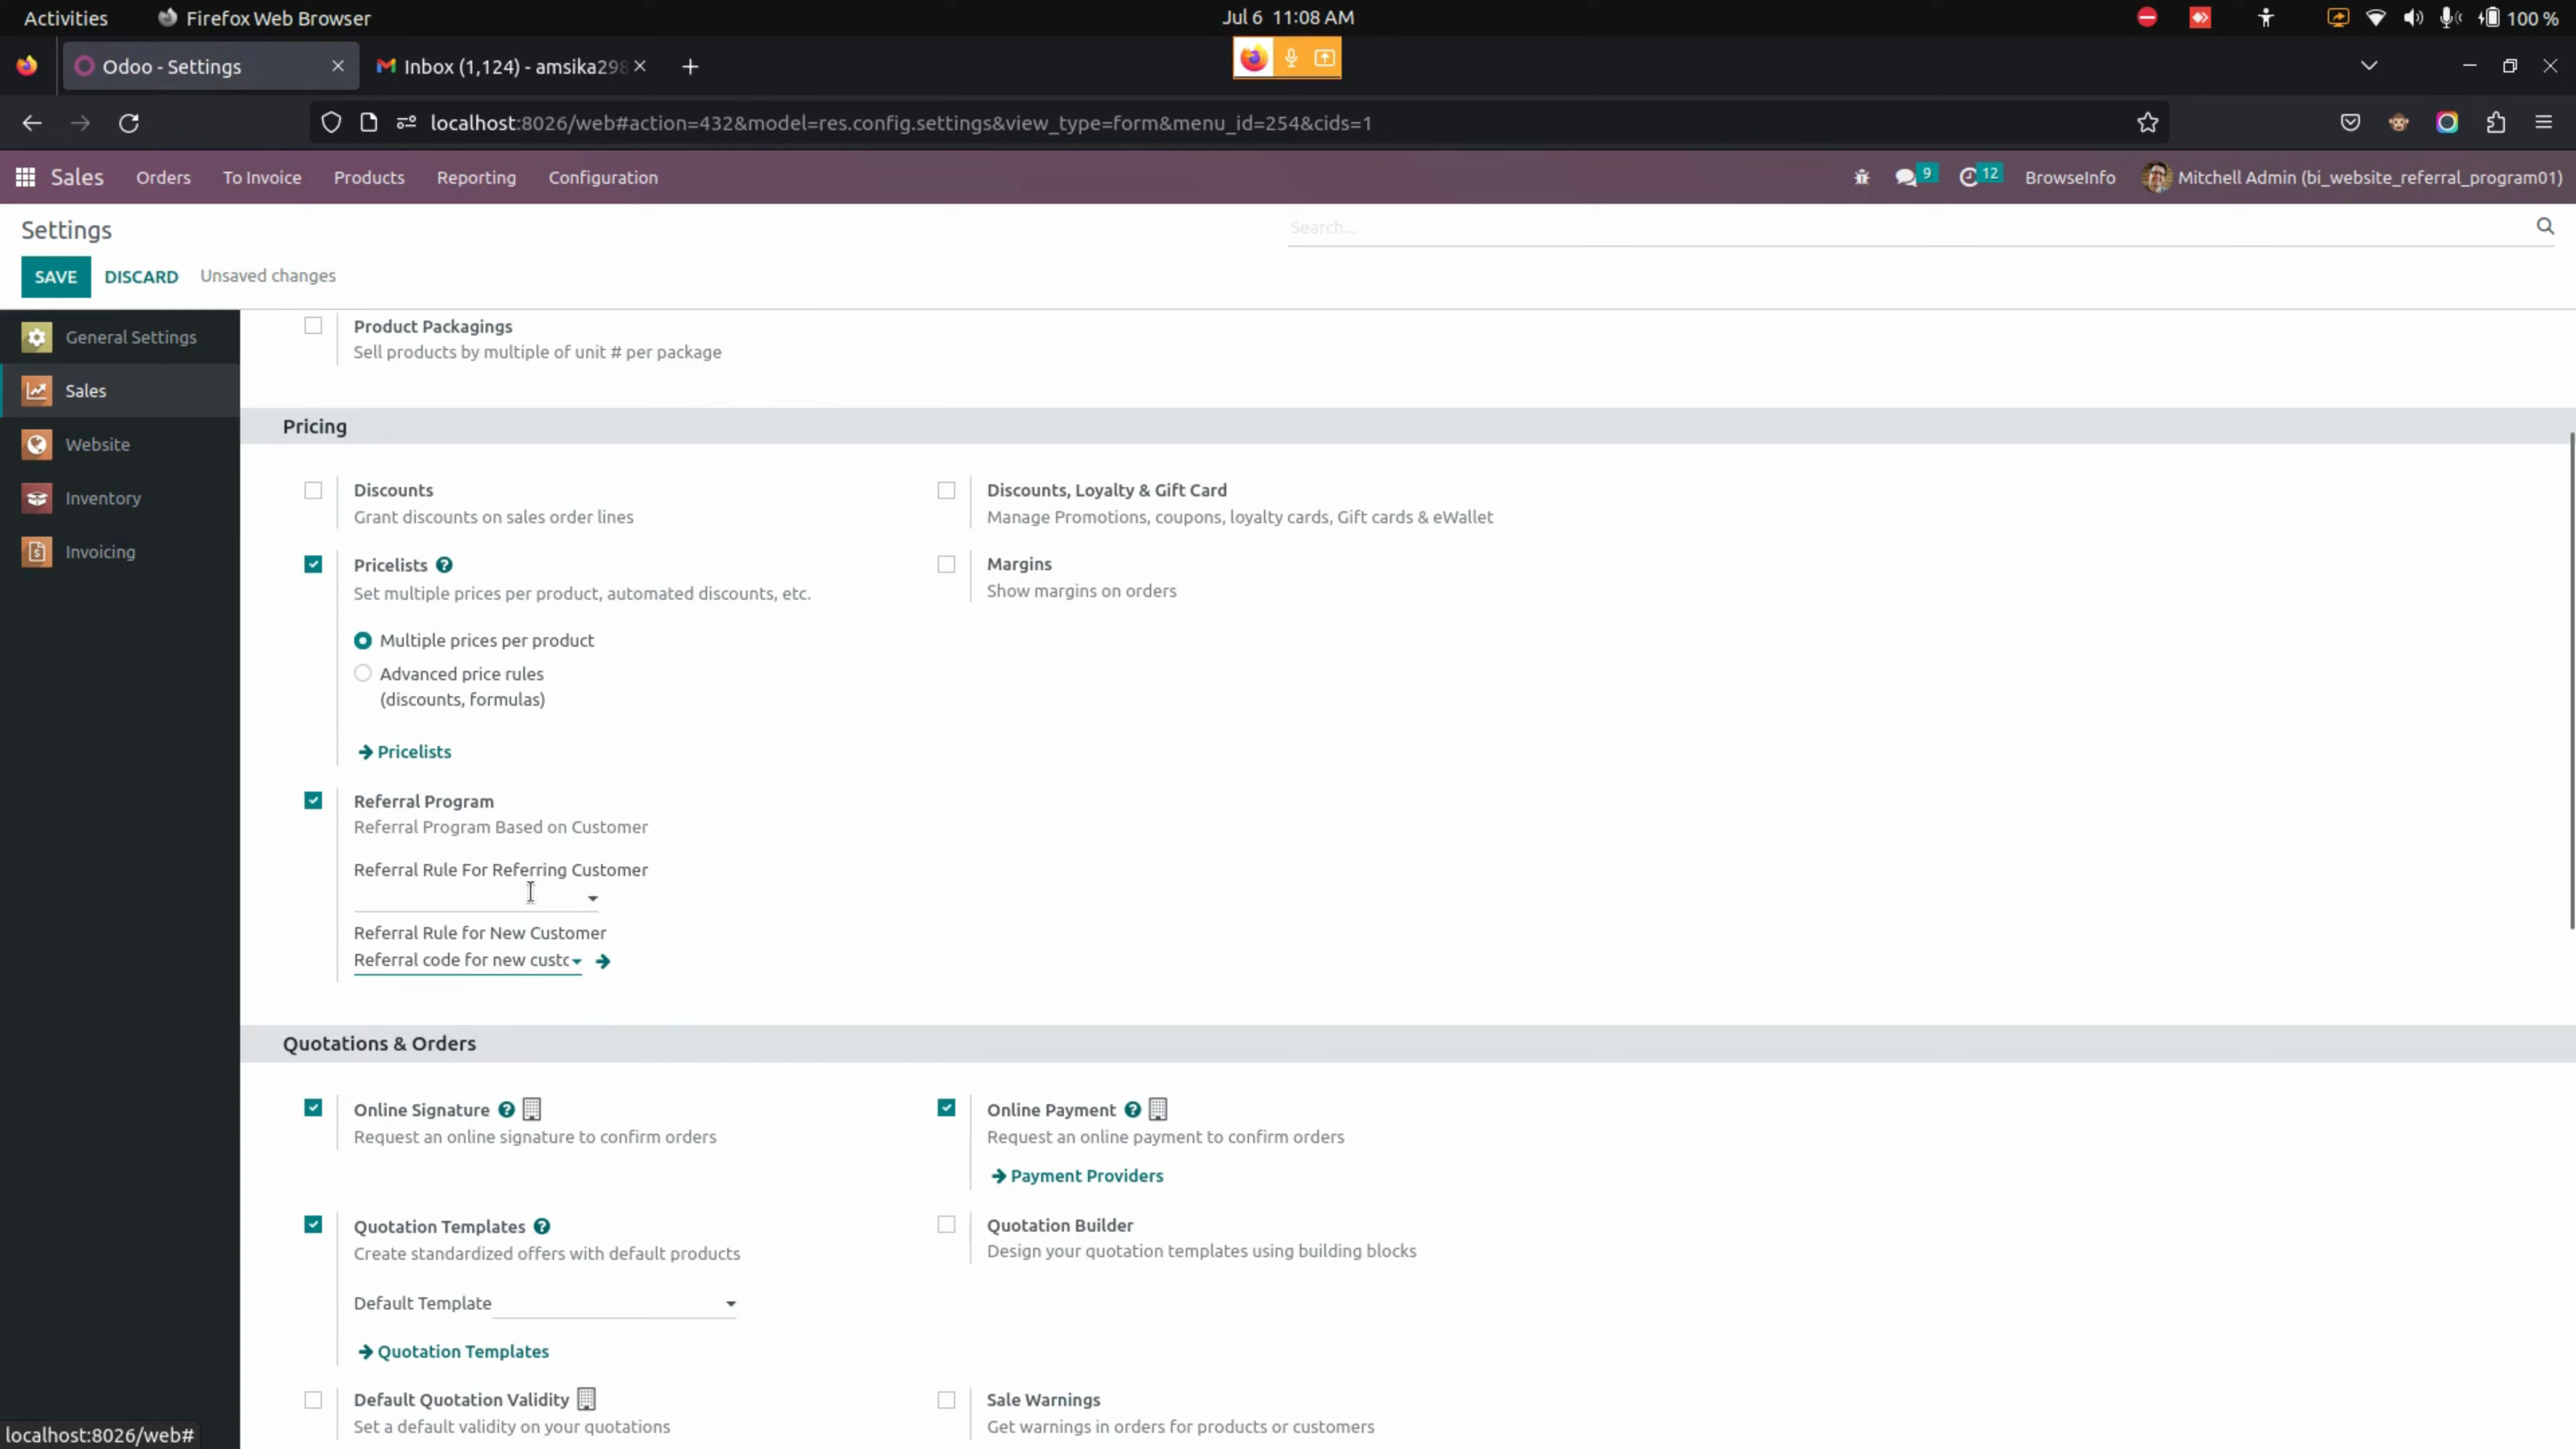 Activities Firefox Web Browser Jul 6 11:08 AM 100 %
Odoo - Settings Inbox (1,124) - amsika298
localhost:8026/web#action=432&model=res.config.settings&view_type=form&menu_id=254&cids=1
Sales Orders To Invoice Products Reporting Configuration 9 12 BrowseInfo Mitchell Admin (bi_website_referral_program01)
Settings Search...
SAVE DISCARD Unsaved changes
General Settings
Sales
Website
Inventory
Invoicing
Product Packagings
Sell products by multiple of unit # per package
Pricing
Discounts
Grant discounts on sales order lines
Discounts, Loyalty & Gift Card
Manage Promotions, coupons, loyalty cards, Gift cards & eWallet
Pricelists
Set multiple prices per product, automated discounts, etc.
Margins
Show margins on orders
Multiple prices per product
Advanced price rules
(discounts, formulas)
Pricelists
Referral Program
Referral Program Based on Customer
Referral Rule For Referring Customer
Referral Rule for New Customer
Referral code for new custo
Quotations & Orders
Online Signature
Request an online signature to confirm orders
Online Payment
Request an online payment to confirm orders
Payment Providers
Quotation Templates
Create standardized offers with default products
Quotation Builder
Design your quotation templates using building blocks
Default Template
Quotation Templates
Default Quotation Validity
Set a default validity on your quotations
Sale Warnings
Get warnings in orders for products or customers
localhost:8026/web#